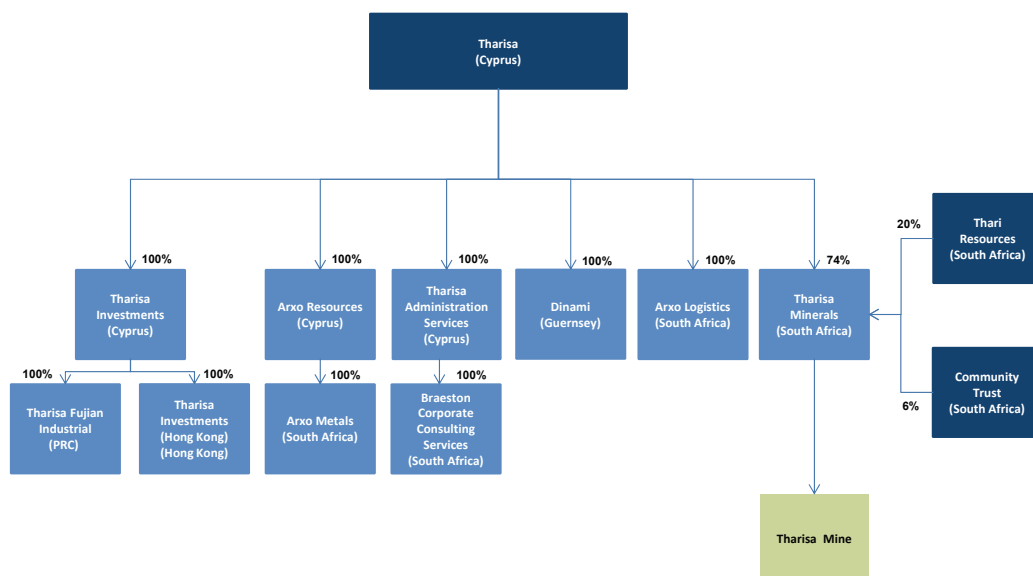 Tharisa
(Cyprus)
20%
Thari
Resources
(South Africa)
100%
100%
100%
100%
100%
74%
Tharisa
Investments
(Cyprus)
Arxo Resources
(Cyprus)
Tharisa
Administration
Services
(Cyprus)
Dinami
(Guernsey)
Arxo Logistics
(South Africa)
Tharisa
Minerals
(South Africa)
100%
100%
100%
100%
Tharisa Fujian
Industrial
(PRC)
Tharisa
Investments
(Hong Kong)
(Hong Kong)
Arxo Metals
(South Africa)
Braeston
Corporate
Consulting
Services
(South Africa)
6%
Community
Trust
(South Africa)
Tharisa Mine